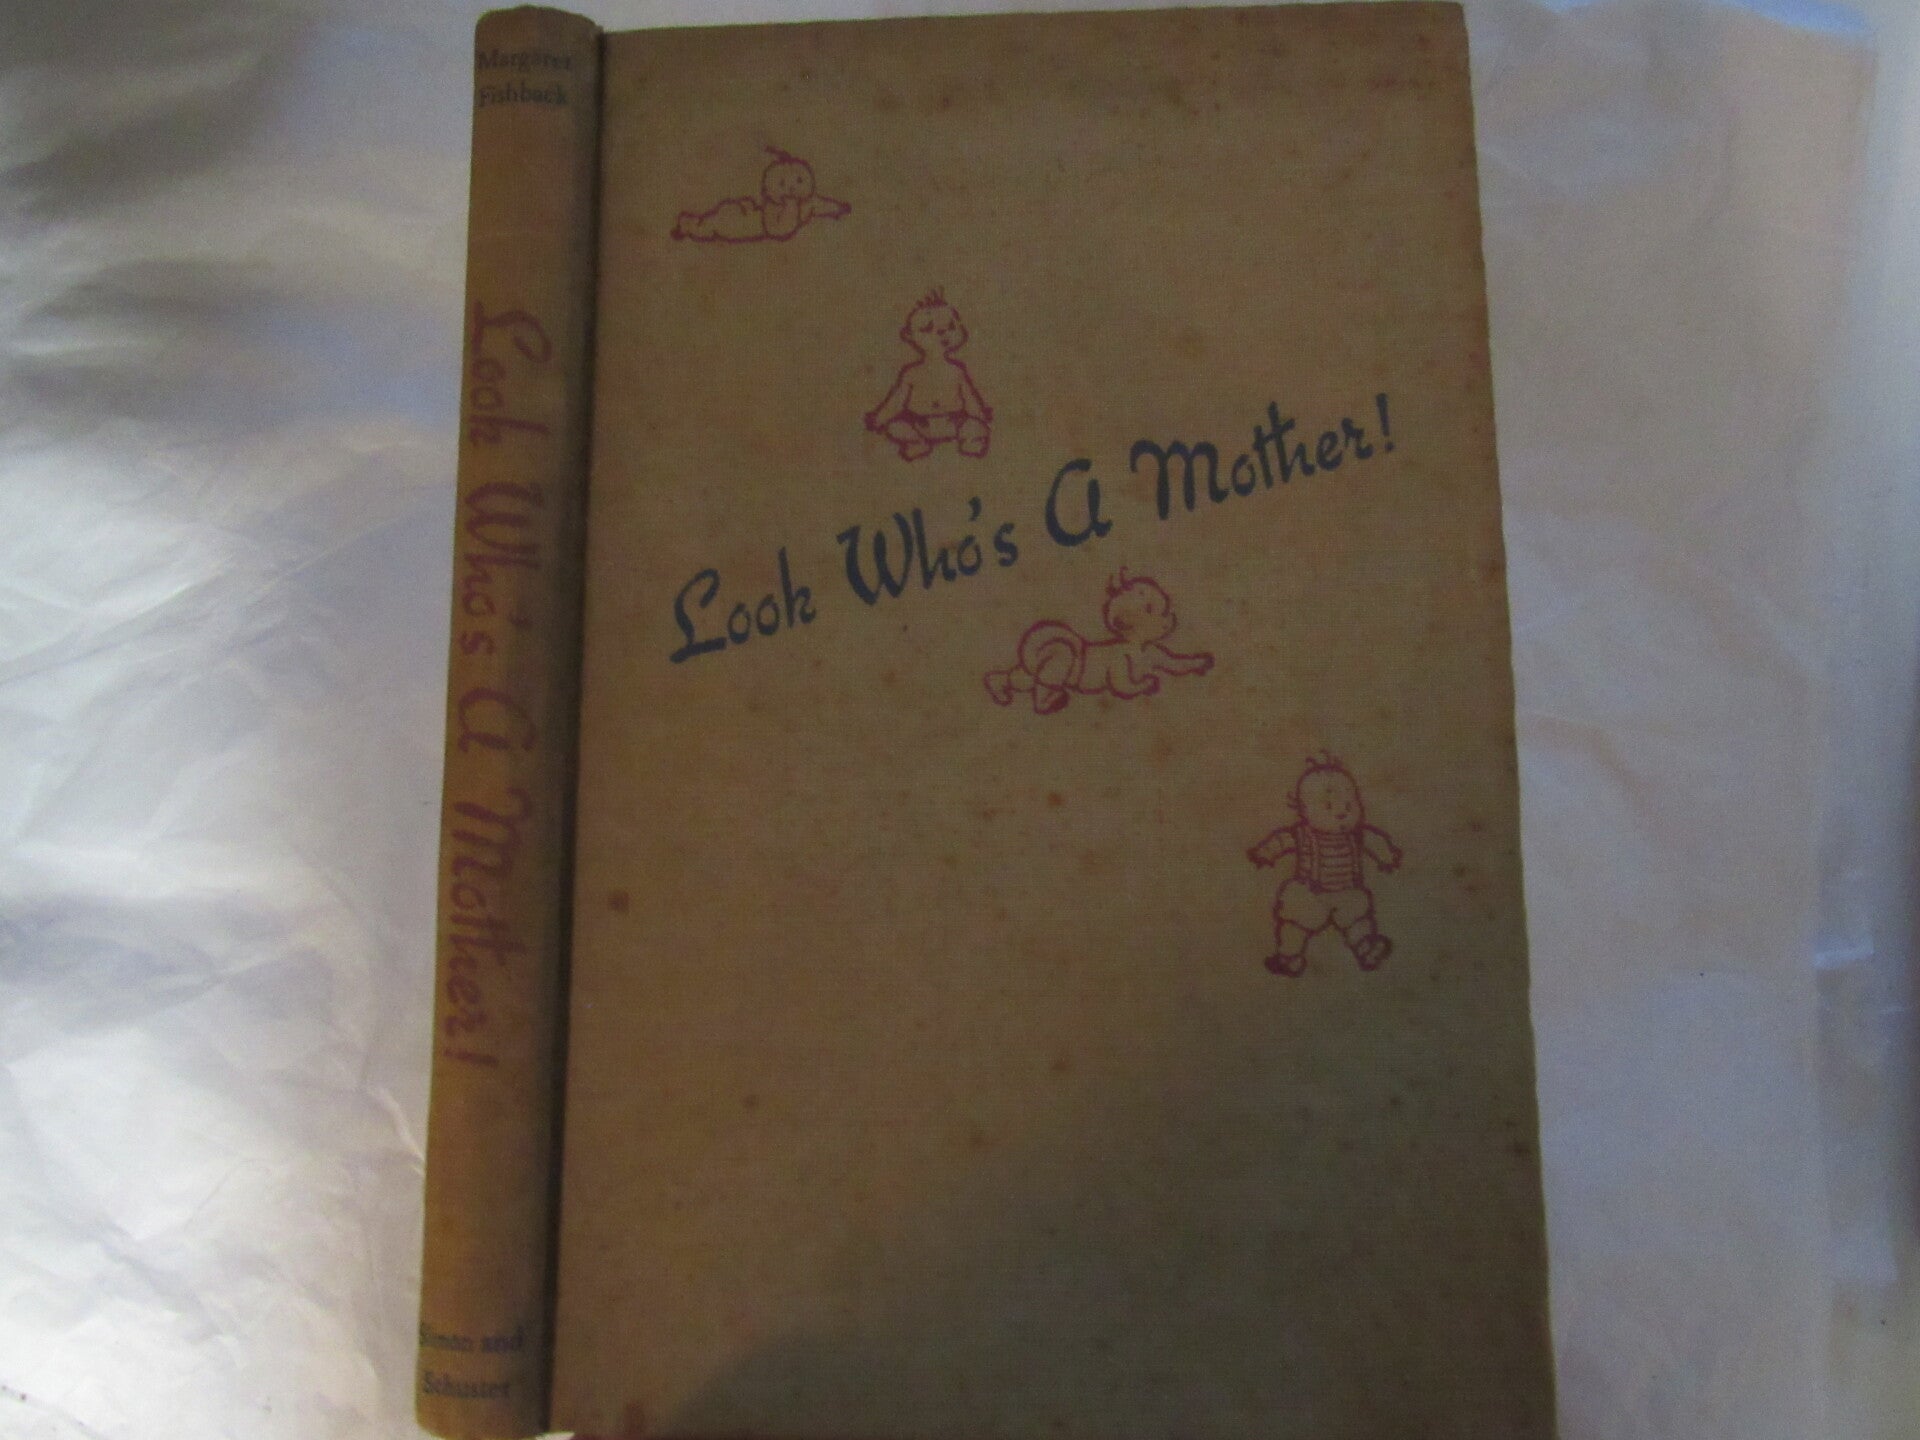 Margaret
Fishback
Look Who's A Mother!
Simon and
Schuster
Look Who's A Mother!